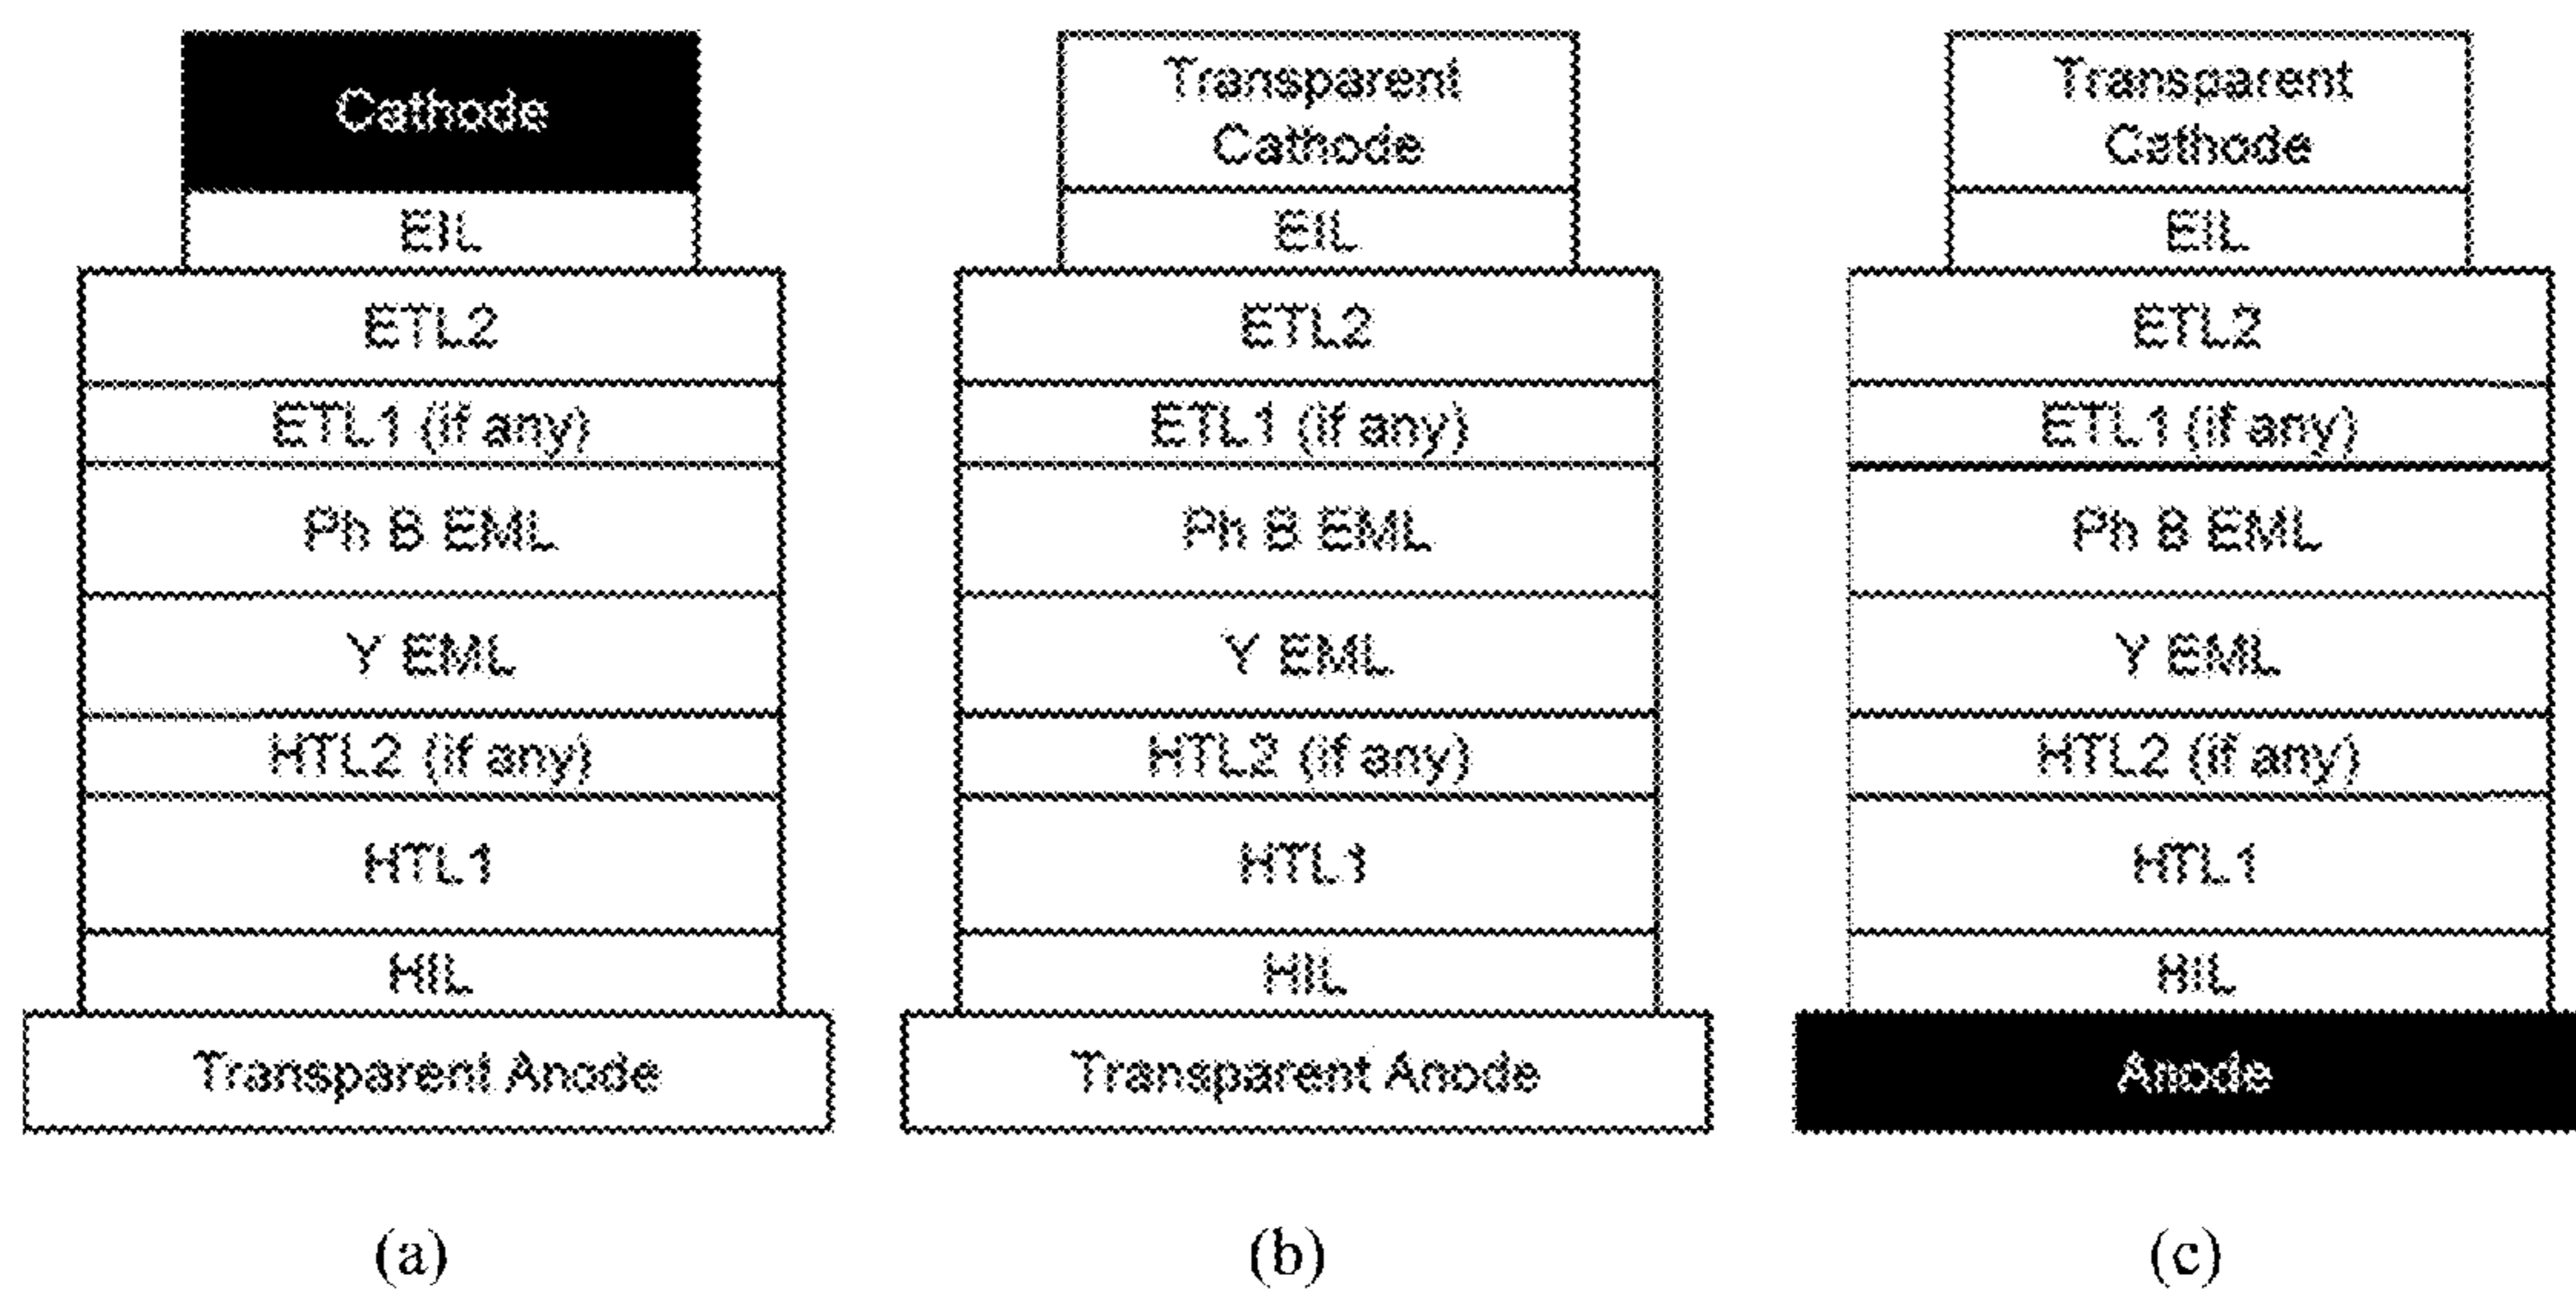 Cathode
EIL
ETL2
ETL1 (if any)
Ph B EML
Y EML
HTL2 (if any)
HTL1
HIL
Transparent Anode
(a)
Transparent
Cathode
EIL
ETL2
ETL1 (if any)
Ph B EML
Y EML
HTL2 (if any)
HTL1
HIL
Transparent Anode
(b)
Transparent
Cathode
EIL
ETL2
ETL1 (if any)
Ph B EML
Y EML
HTL2 (if any)
HTL1
HIL
Anode
(c)